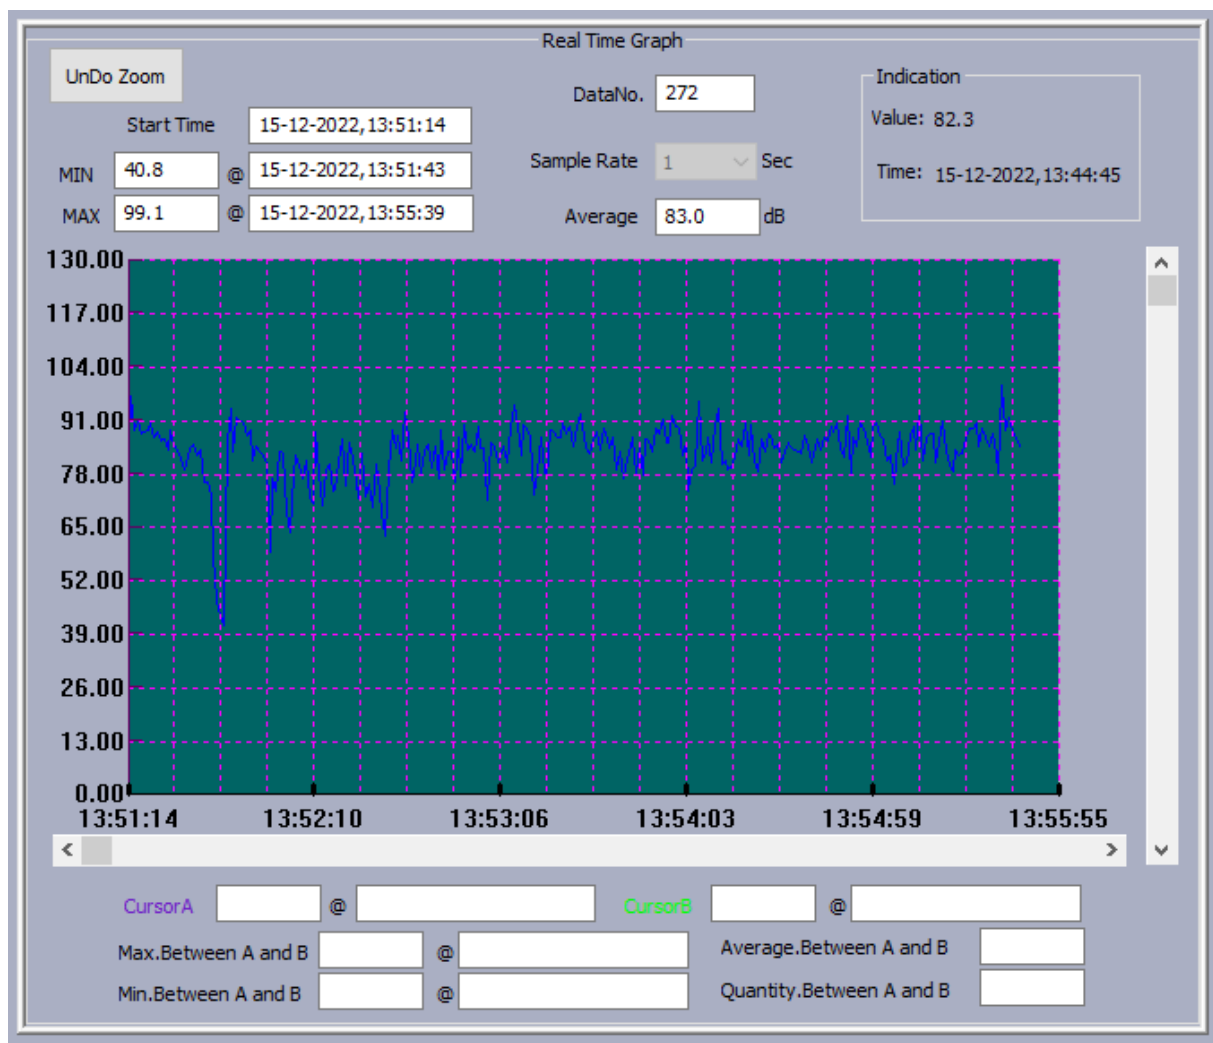 Real Time Graph
UnDo Zoom
DataNo. 272
Indication
Start Time 15-12-2022,13:51:14
Value: 82.3
MIN 40.8 @ 15-12-2022,13:51:43
Sample Rate 1 Sec
Time: 15-12-2022,13:44:45
MAX 99.1 @ 15-12-2022,13:55:39
Average 83.0 dB
130.00
117.00
104.00
91.00
78.00
65.00
52.00
39.00
26.00
13.00
0.00
13:51:14 13:52:10 13:53:06 13:54:03 13:54:59 13:55:55
CursorA @ CursorB @
Max.Between A and B @ Average.Between A and B
Min.Between A and B @ Quantity.Between A and B